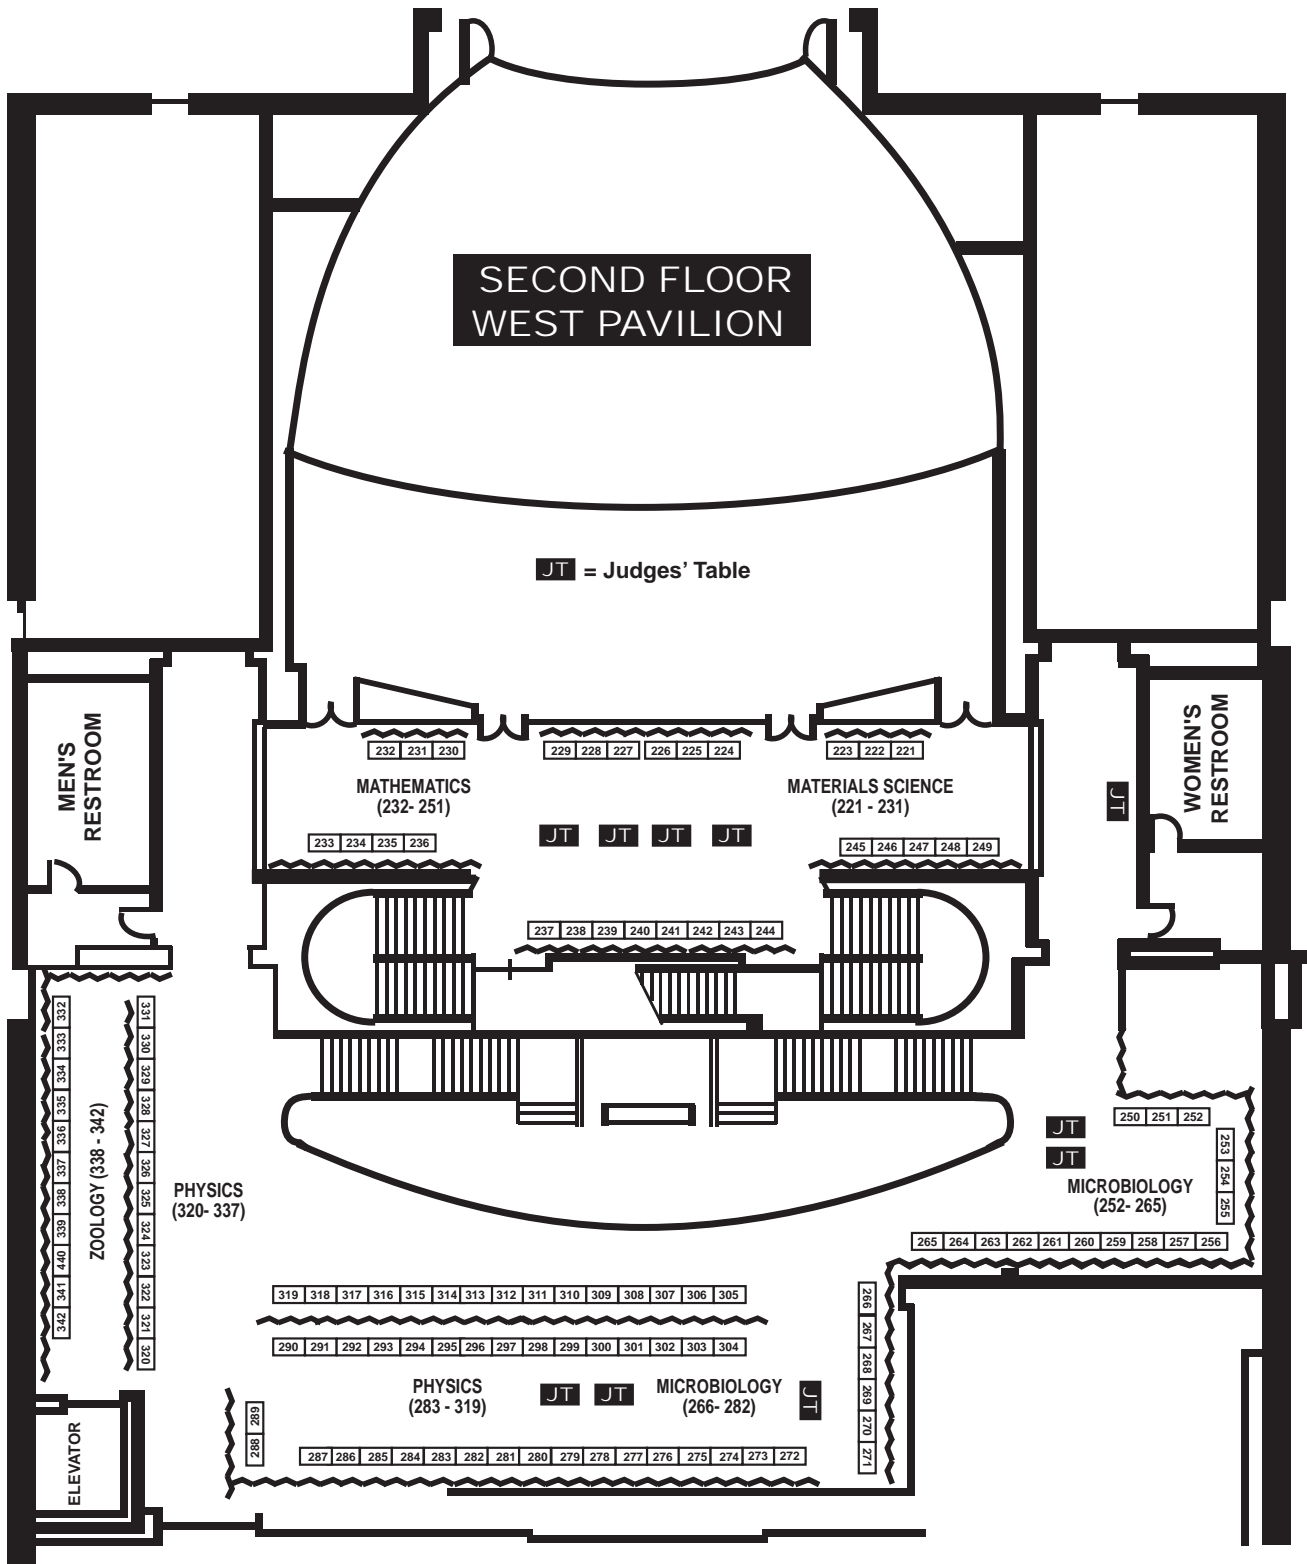 SECOND FLOOR
WEST PAVILION
JT = Judges' Table
MEN'S
RESTROOM
WOMEN'S
RESTROOM
232 231 230
229 228 227 226 225 224
223 222 221
MATHEMATICS
(232- 251)
MATERIALS SCIENCE
(221 - 231)
JT
JT JT JT JT
233 234 235 236
245 246 247 248 249
237 238 239 240 241 242 243 244
332 333 334 335 336 337 338 339 440 341 342
ZOOLOGY (338 - 342)
331 330 329 328 327 326 325 324 323 322 321 320
PHYSICS
(320- 337)
250 251 252
JT
JT
253 254 255
MICROBIOLOGY
(252- 265)
265 264 263 262 261 260 259 258 257 256
319 318 317 316 315 314 313 312 311 310 309 308 307 306 305
290 291 292 293 294 295 296 297 298 299 300 301 302 303 304
266 267 268 269 270 271
PHYSICS
(283 - 319)
JT JT
MICROBIOLOGY
(266- 282)
JT
289 288
287 286 285 284 283 282 281 280 279 278 277 276 275 274 273 272
ELEVATOR